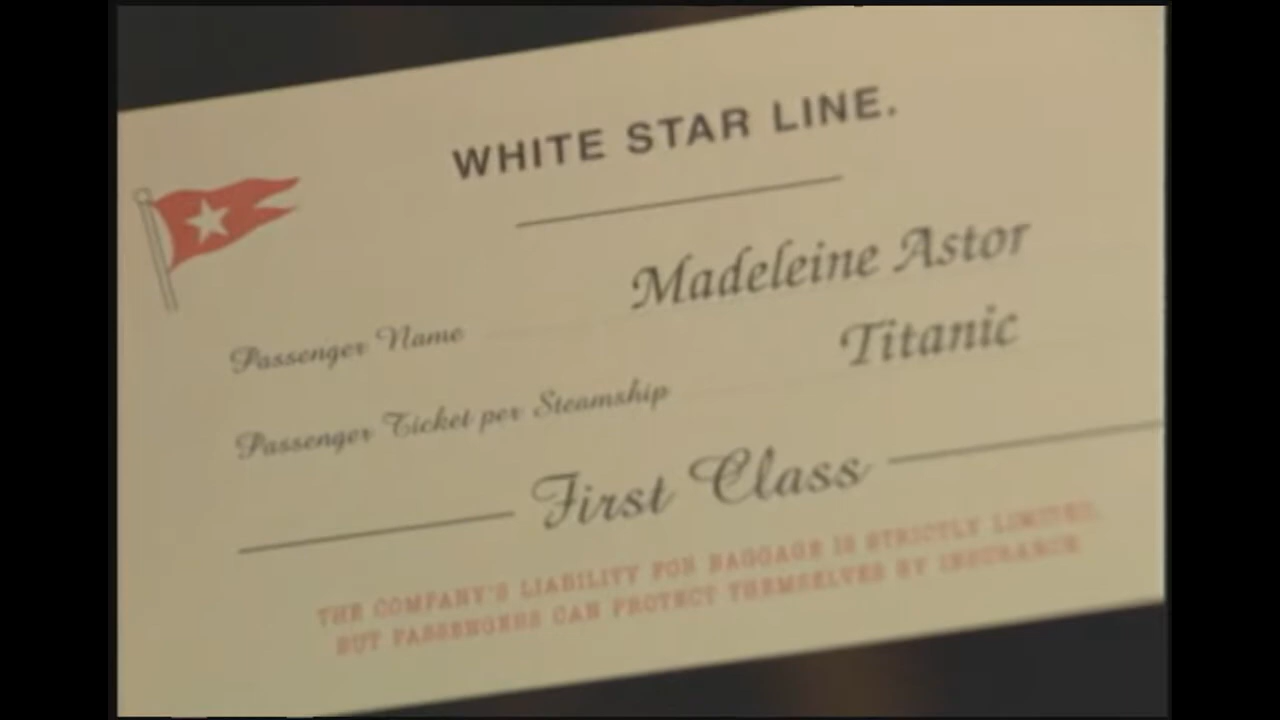 WHITE STAR LINE.
Passenger Name Madeleine Astor
Passenger Ticket per Steamship Titanic
First Class
THE COMPANY'S LIABILITY FOR BAGGAGE IS STRICTLY LIMITED,
BUT PASSENGERS CAN PROTECT THEMSELVES BY INSURANCE